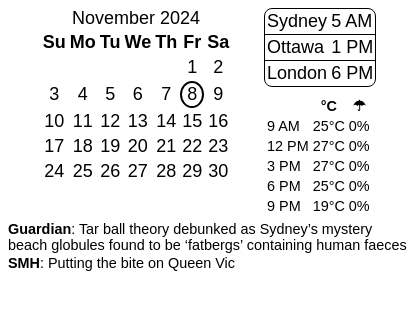 November 2024
Su Mo Tu We Th Fr Sa
1 2
3 4 5 6 7 8 9
10 11 12 13 14 15 16
17 18 19 20 21 22 23
24 25 26 27 28 29 30
Sydney 5 AM
Ottawa 1 PM
London 6 PM
°C ☂
9 AM 25°C 0%
12 PM 27°C 0%
3 PM 27°C 0%
6 PM 25°C 0%
9 PM 19°C 0%
Guardian: Tar ball theory debunked as Sydney’s mystery
beach globules found to be ‘fatbergs’ containing human faeces
SMH: Putting the bite on Queen Vic